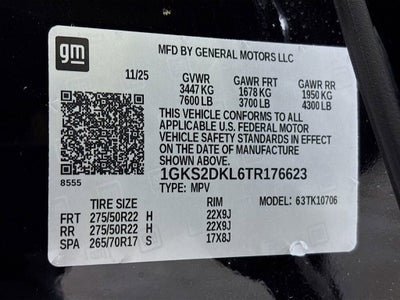 gm
MFD BY GENERAL MOTORS LLC
11/25 GVWR GAWR FRT GAWR RR
3447 KG 1678 KG 1950 KG
7600 LB 3700 LB 4300 LB
THIS VEHICLE CONFORMS TO ALL
APPLICABLE U.S. FEDERAL MOTOR
VEHICLE SAFETY STANDARDS IN EFFECT
ON THE DATE OF MANUFACTURE
SHOWN ABOVE.
8555
1GKS2DKL6TR176623
TYPE: MPV
TIRE SIZE RIM MODEL: 63TK10706
FRT 275/50R22 H 22X9J
RR 275/50R22 H 22X9J
SPA 265/70R17 S 17X8J